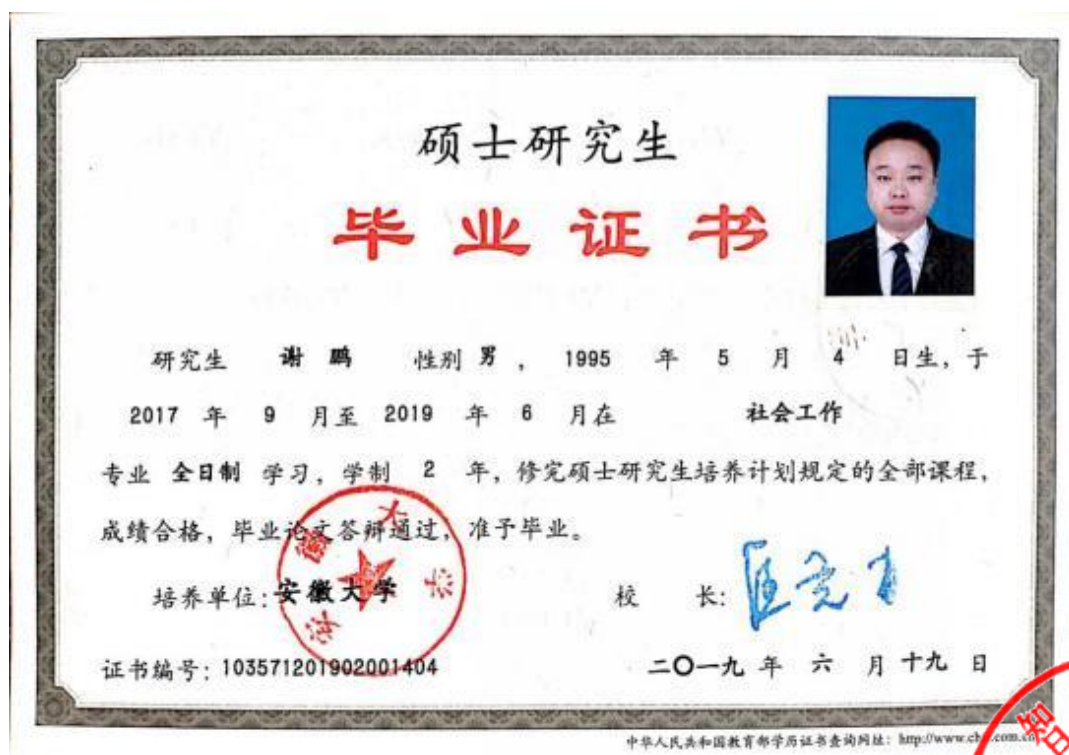 硕士研究生
毕业证书
研究生 谢鹏 性别 男 , 1995 年 5 月 4 日生, 于
2017 年 9 月至 2019 年 6 月在 社会工作
专业 全日制 学习, 学制 2 年, 修完硕士研究生培养计划规定的全部课程,
成绩合格, 毕业论文答辩通过, 准予毕业。
培养单位: 安徽大学 校 长:
证书编号: 103571201902001404 二〇一九 年 六 月 十九 日
中华人民共和国教育部学历证书查询网址: http://www.ch
安徽大学